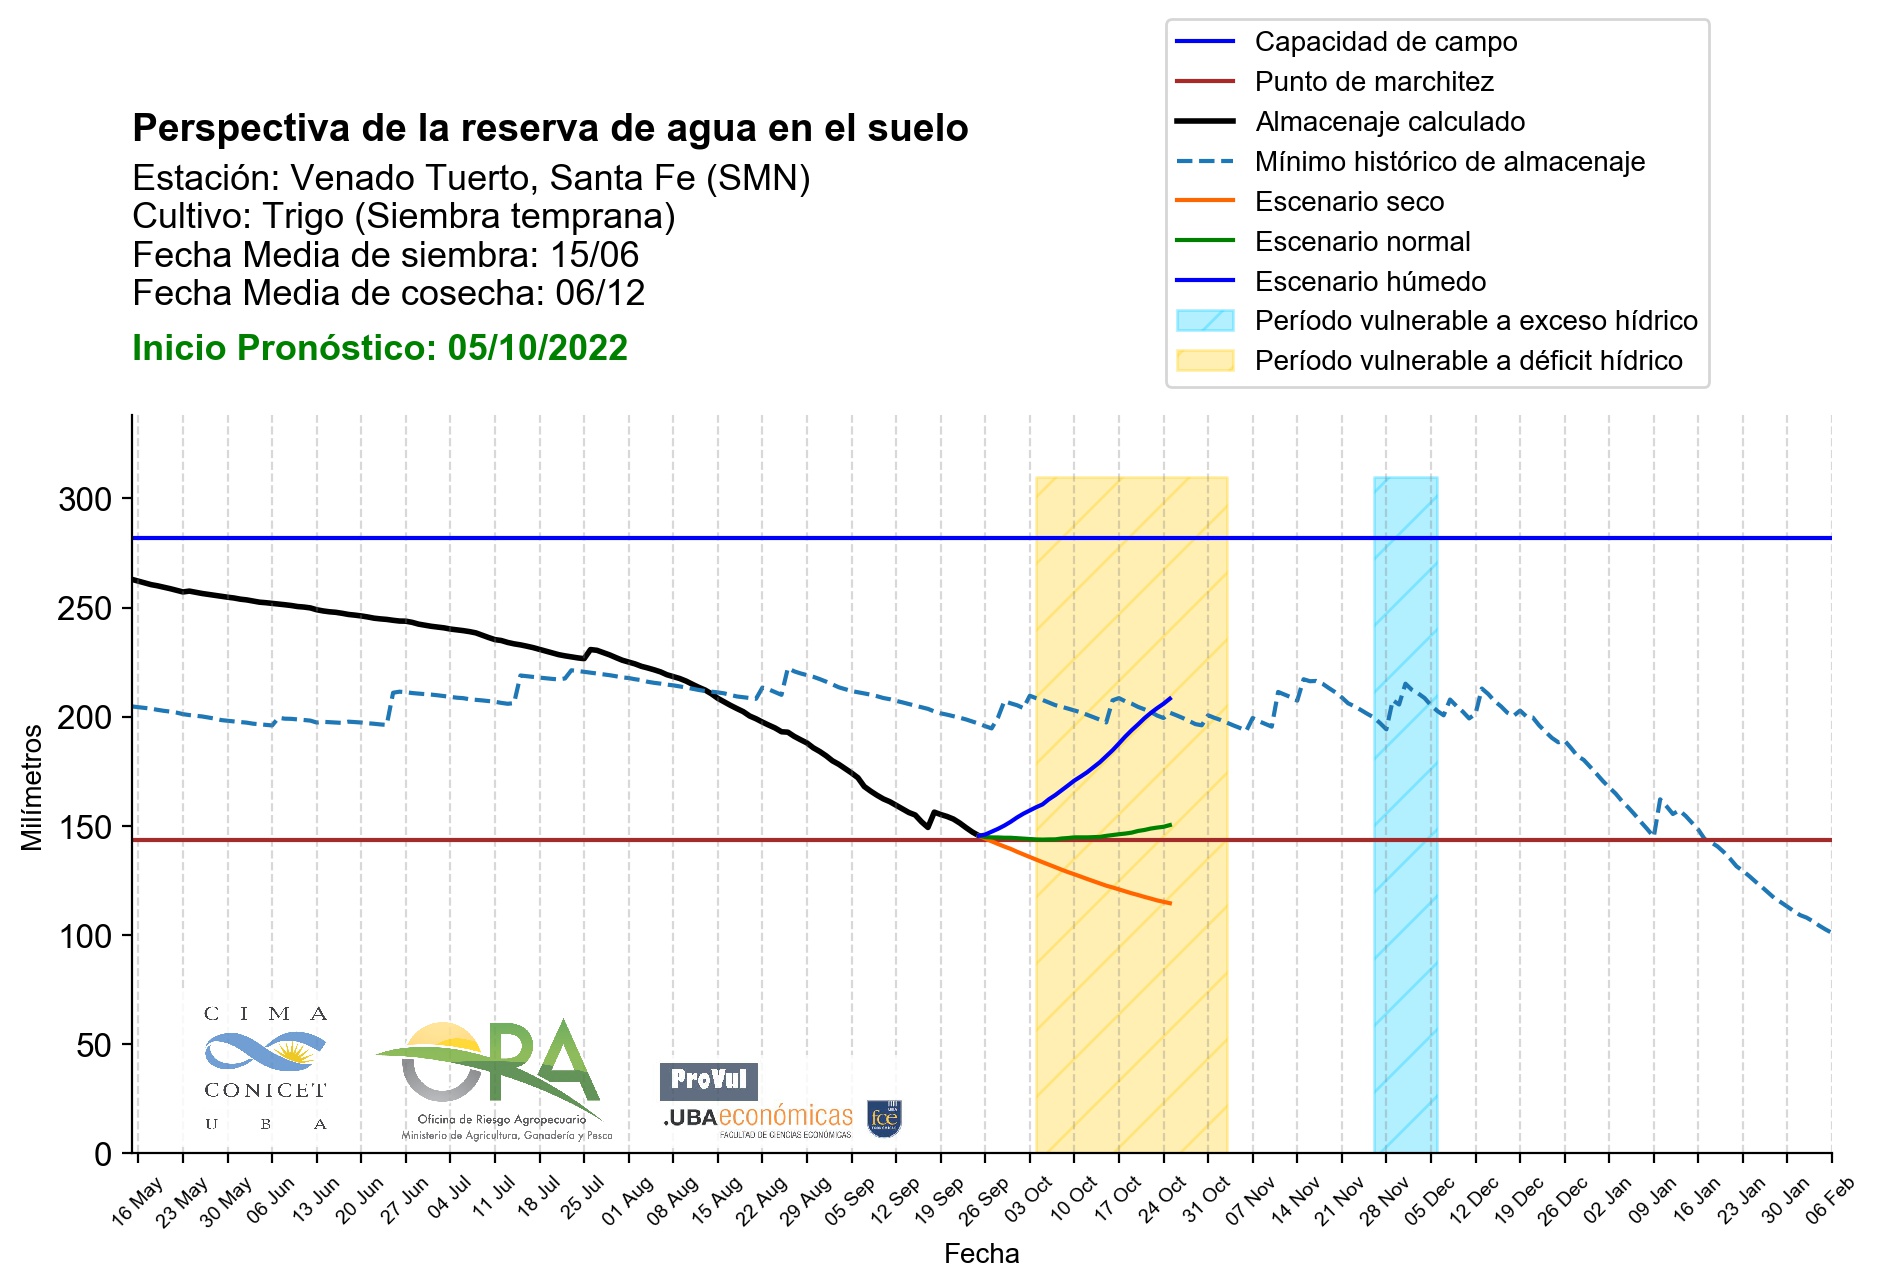 Capacidad de campo
Punto de marchitez
Almacenaje calculado
Mínimo histórico de almacenaje
Escenario seco
Escenario normal
Escenario húmedo
Período vulnerable a exceso hídrico
Período vulnerable a déficit hídrico
Perspectiva de la reserva de agua en el suelo
Estación: Venado Tuerto, Santa Fe (SMN)
Cultivo: Trigo (Siembra temprana)
Fecha Media de siembra: 15/06
Fecha Media de cosecha: 06/12
Inicio Pronóstico: 05/10/2022
300
250
200
150
100
50
0
Milímetros
CIMA
CONICET
UBA
ORA
Oficina de Riesgo Agropecuario
Ministerio de Agricultura, Ganadería y Pesca
ProVul
.UBAeconómicas
FACULTAD DE CIENCIAS ECONÓMICAS
fce
16 May
23 May
30 May
06 Jun
13 Jun
20 Jun
27 Jun
04 Jul
11 Jul
18 Jul
25 Jul
01 Aug
08 Aug
15 Aug
22 Aug
29 Aug
05 Sep
12 Sep
19 Sep
26 Sep
03 Oct
10 Oct
17 Oct
24 Oct
31 Oct
07 Nov
14 Nov
21 Nov
28 Nov
05 Dec
12 Dec
19 Dec
26 Dec
02 Jan
09 Jan
16 Jan
23 Jan
30 Jan
06 Feb
Fecha